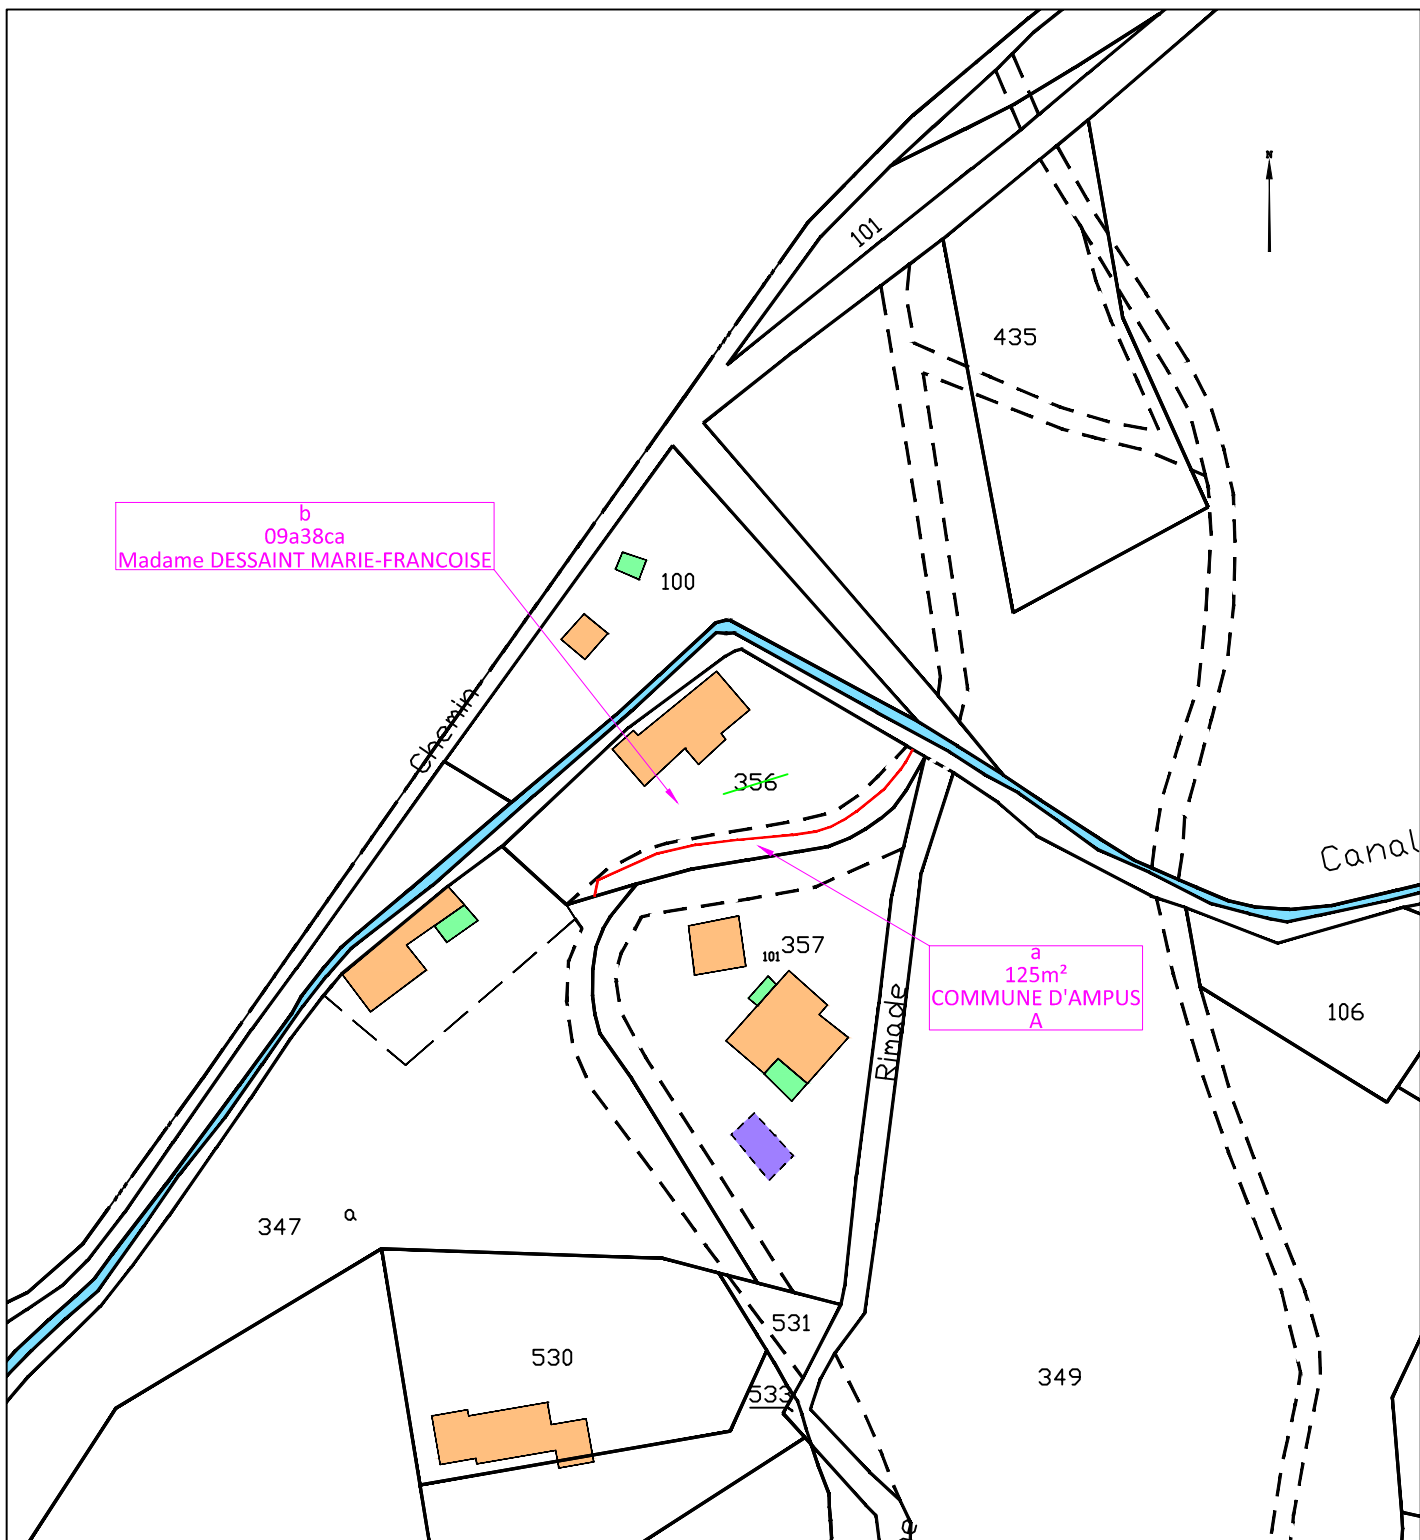 N
101
435
b
09a38ca
Madame DESSAINT MARIE-FRANCOISE
100
Chemin
356
Canal
357
101
a
125m²
COMMUNE D'AMPUS
A
Rimade
106
347
a
531
530
349
533